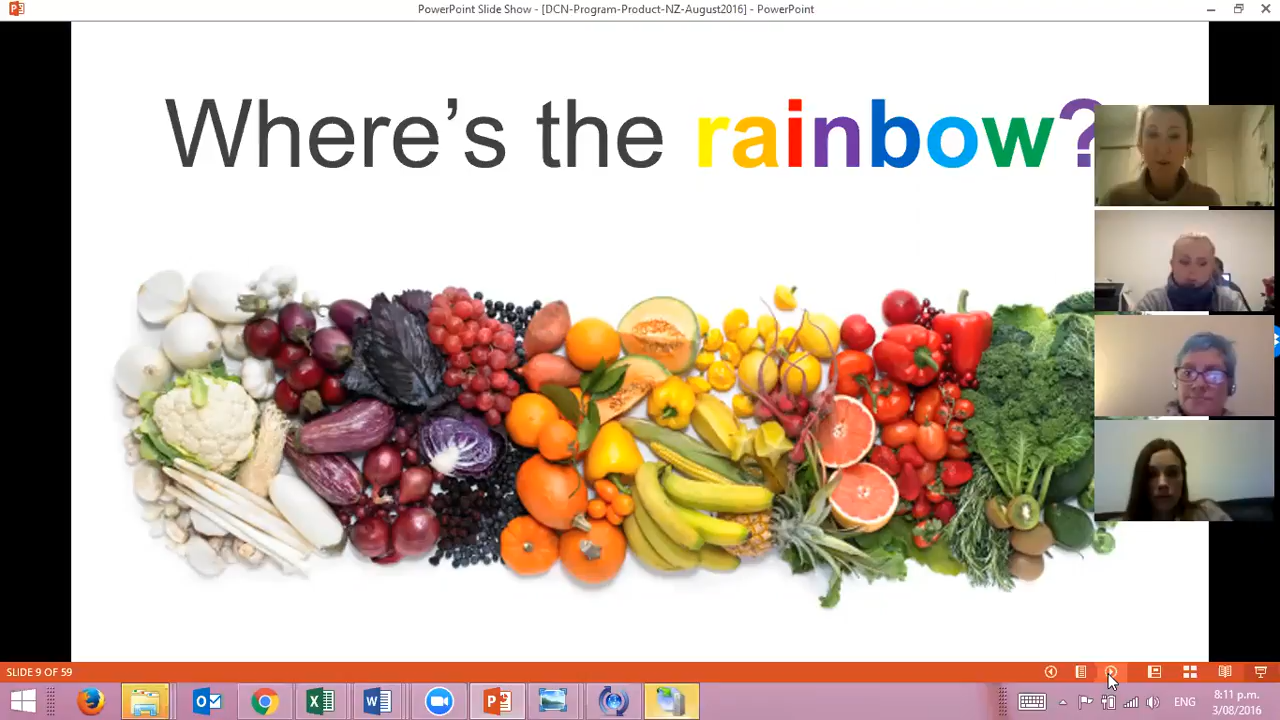 PowerPoint Slide Show - [DCN-Program-Product-NZ-August2016] - PowerPoint
Where's the rainbow?
SLIDE 9 OF 59
ENG
8:11 p.m.
3/08/2016